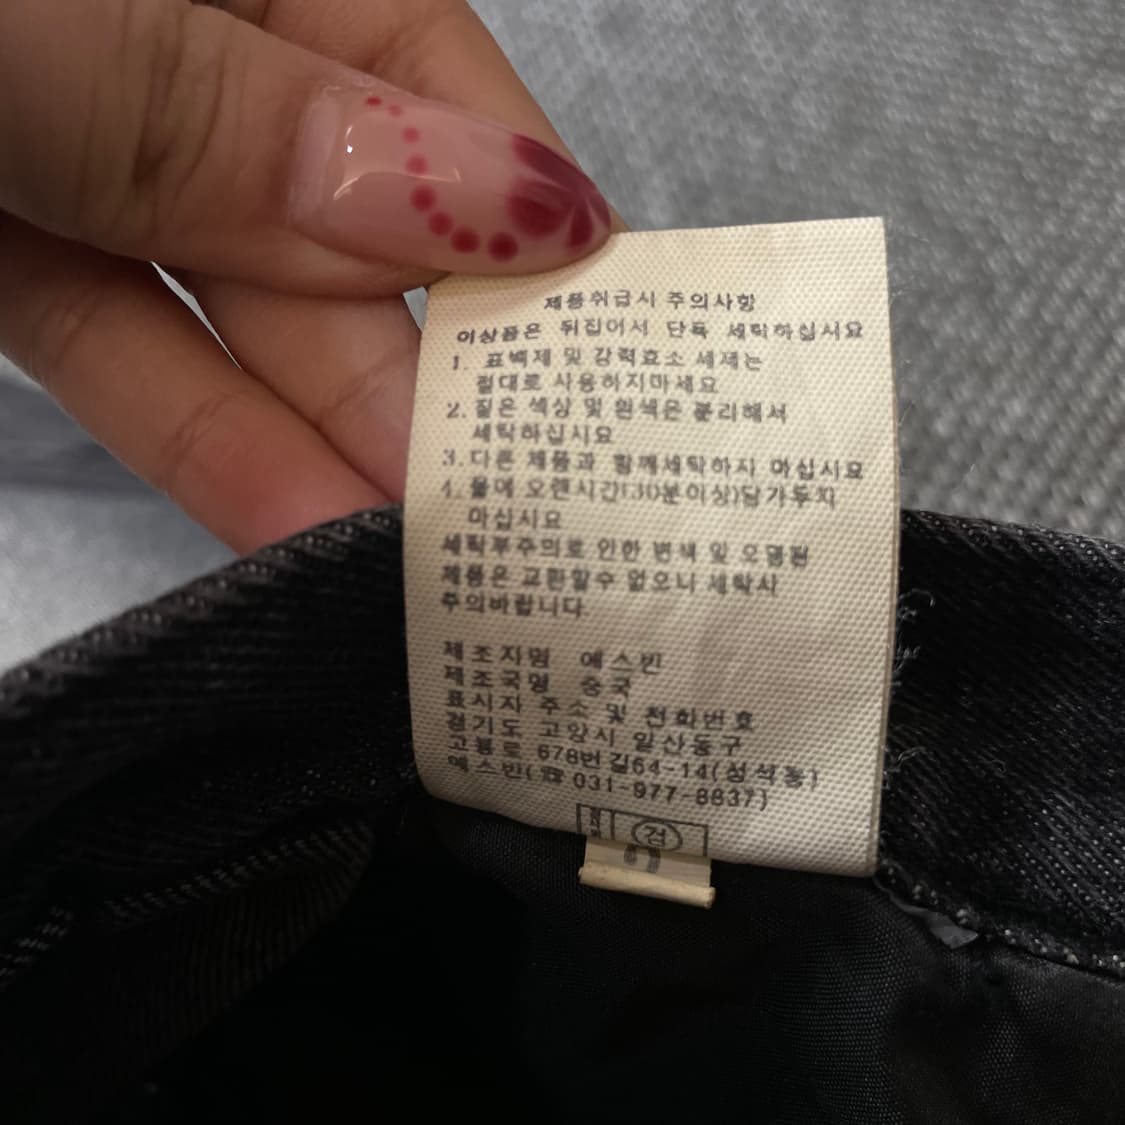 제품취급시 주의사항
이상품은 뒤집어서 단독 세탁하십시요
1. 표백제 및 강력효소 세제는
절대로 사용하지마세요
2. 짙은 색상 및 흰색은 분리해서
세탁하십시요
3. 다른 제품과 함께세탁하지 마십시요
4. 물에 오랜시간(30분이상)담가두지
마십시요
세탁부주의로 인한 변색 및 오염된
제품은 교환할수 없으니 세탁시
주의바랍니다
제조자명 에스빈
제조국명 중국
표시자 주소 및 전화번호
경기도 고양시 일산동구
고봉로 678번길64-14(성석동)
에스빈(☎ 031-977-8837)
검